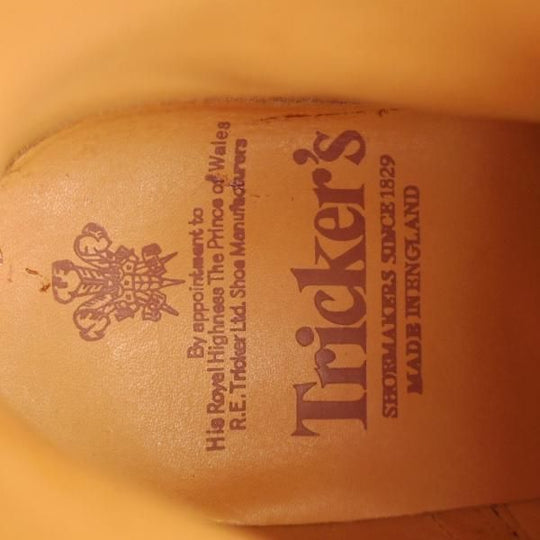 By appointment to
His Royal Highness The Prince of Wales
R.E. Tricker Ltd. Shoe Manufacturers
Tricker's
SHOEMAKERS SINCE 1829
MADE IN ENGLAND